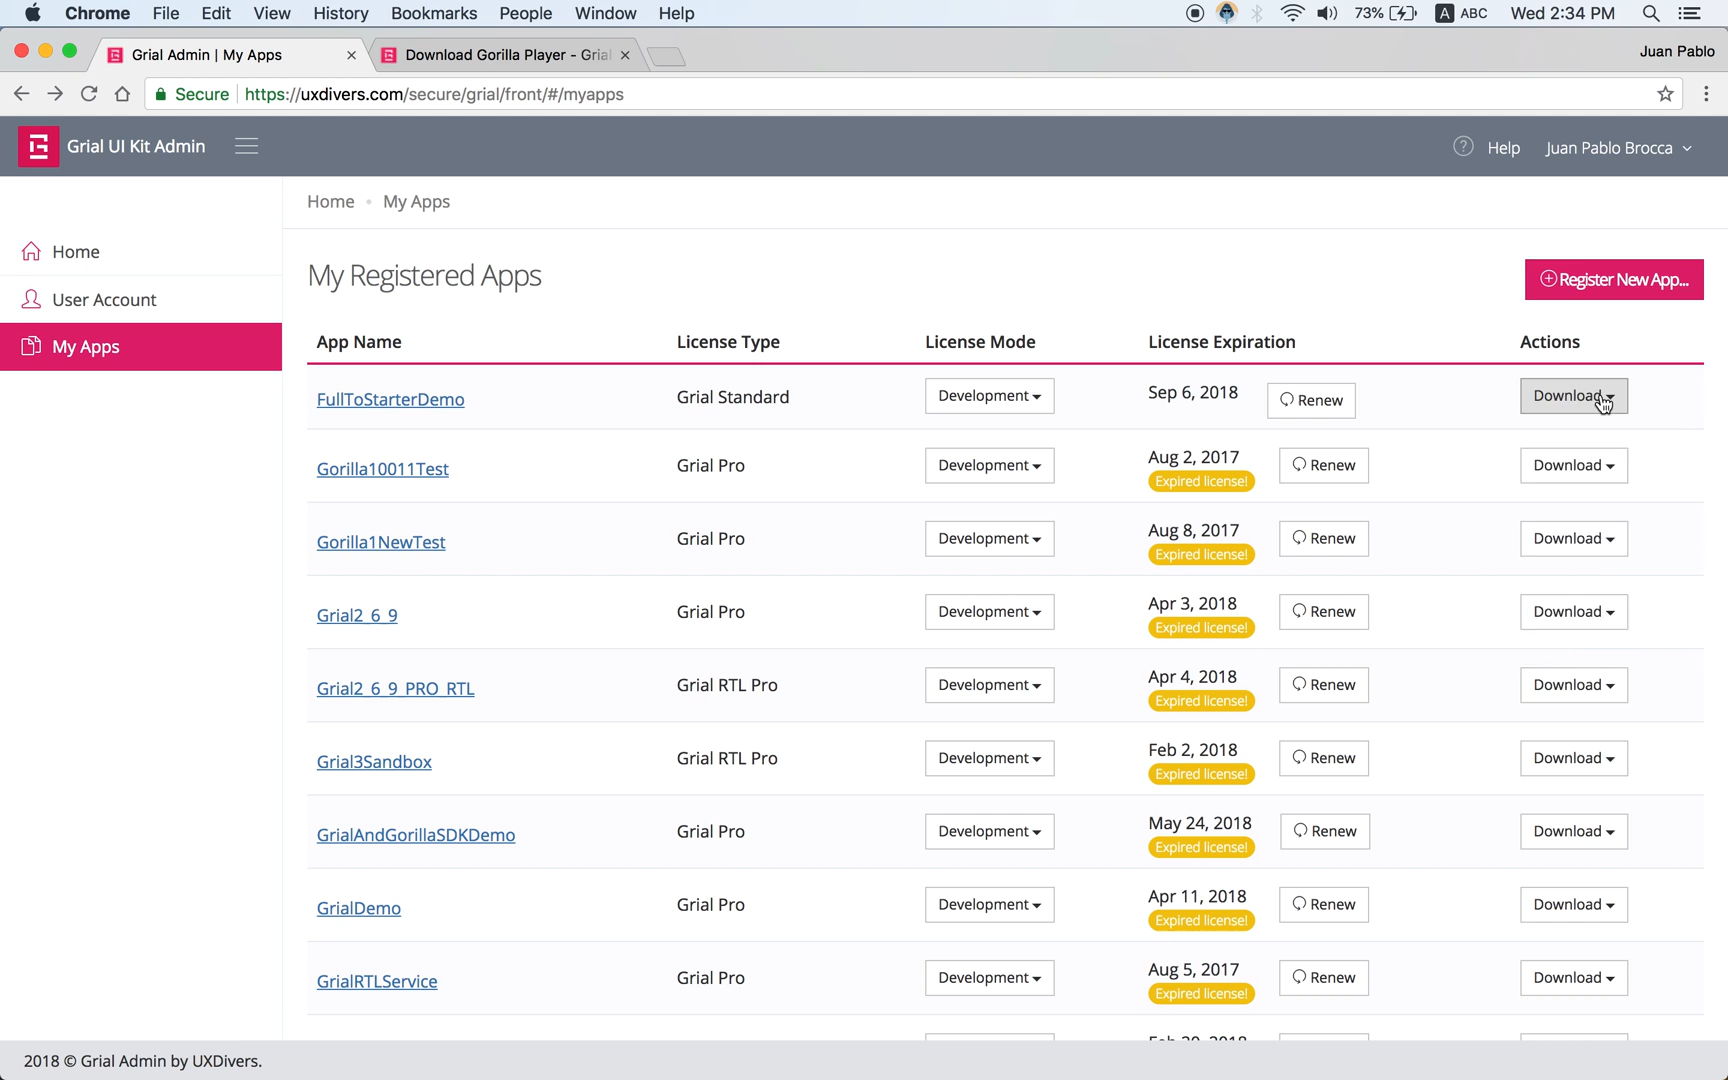 Chrome File Edit View History Bookmarks People Window Help 73% A ABC Wed 2:34 PM
Grial Admin | My Apps Download Gorilla Player - Grial Juan Pablo
Secure https://uxdivers.com/secure/grial/front/#/myapps
Grial UI Kit Admin Help Juan Pablo Brocca
Home My Apps
Home
User Account
My Apps
My Registered Apps
Register New App...
App Name License Type License Mode License Expiration Actions
FullToStarterDemo Grial Standard Development Sep 6, 2018 Renew Download
Gorilla10011Test Grial Pro Development Aug 2, 2017 Renew Download
Expired license!
Gorilla1NewTest Grial Pro Development Aug 8, 2017 Renew Download
Expired license!
Grial2_6_9 Grial Pro Development Apr 3, 2018 Renew Download
Expired license!
Grial2_6_9_PRO_RTL Grial RTL Pro Development Apr 4, 2018 Renew Download
Expired license!
Grial3Sandbox Grial RTL Pro Development Feb 2, 2018 Renew Download
Expired license!
GrialAndGorillaSDKDemo Grial Pro Development May 24, 2018 Renew Download
Expired license!
GrialDemo Grial Pro Development Apr 11, 2018 Renew Download
Expired license!
GrialRTLService Grial Pro Development Aug 5, 2017 Renew Download
Expired license!
2018 © Grial Admin by UXDivers.